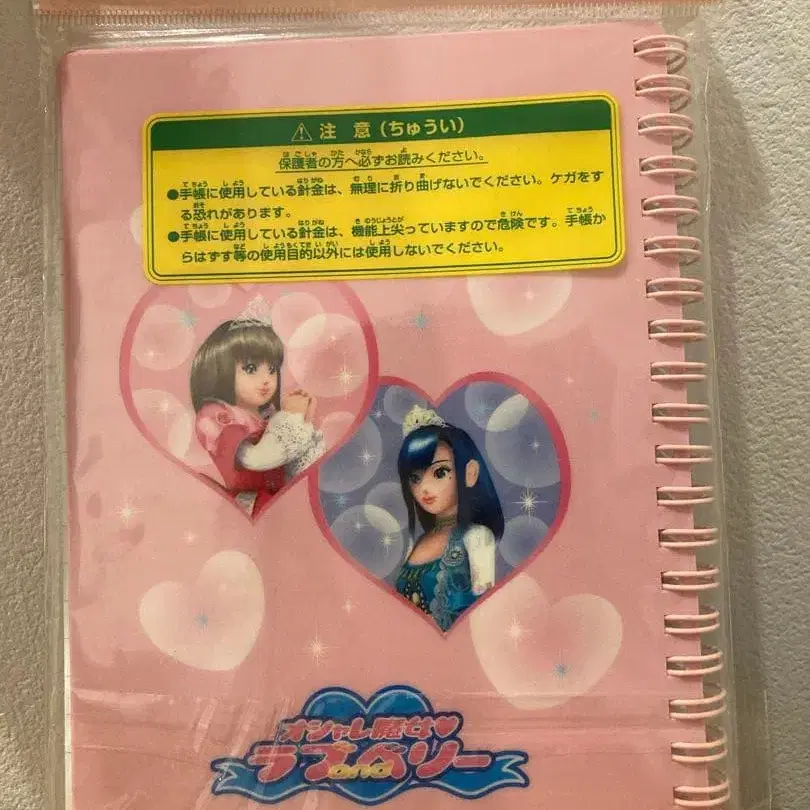 ⚠注 意(ちゅうい)
保護者の方へ必ずお読みください。
●手帳に使用している針金は、無理に折り曲げないでください。ケガをす
る恐れがあります。
●手帳に使用している針金は、機能上尖っていますので危険です。手帳か
らはずす等の使用目的以外には使用しないでください。
オシャレ魔女♥
ラブandベリー